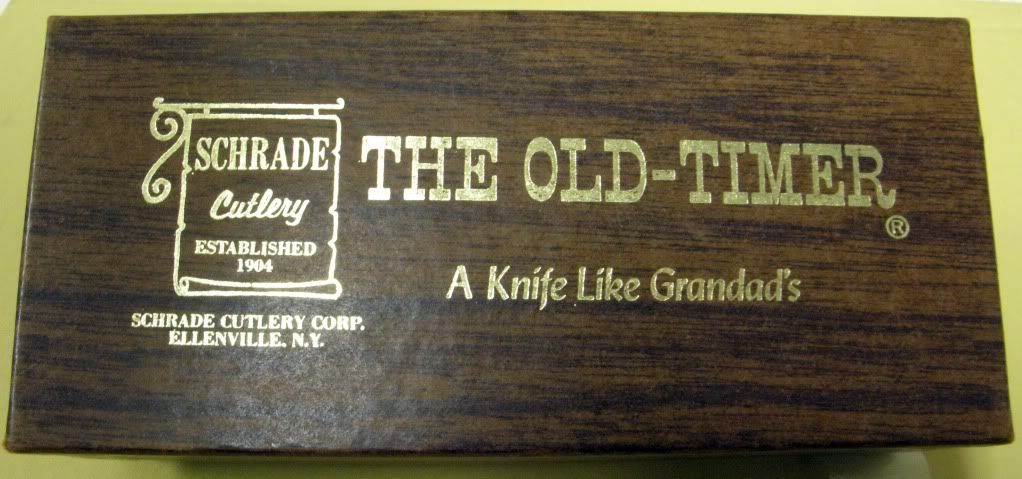 SCHRADE
Cutlery
ESTABLISHED
1904
SCHRADE CUTLERY CORP.
ELLENVILLE, N.Y.
THE OLD-TIMER®
A Knife Like Grandad's